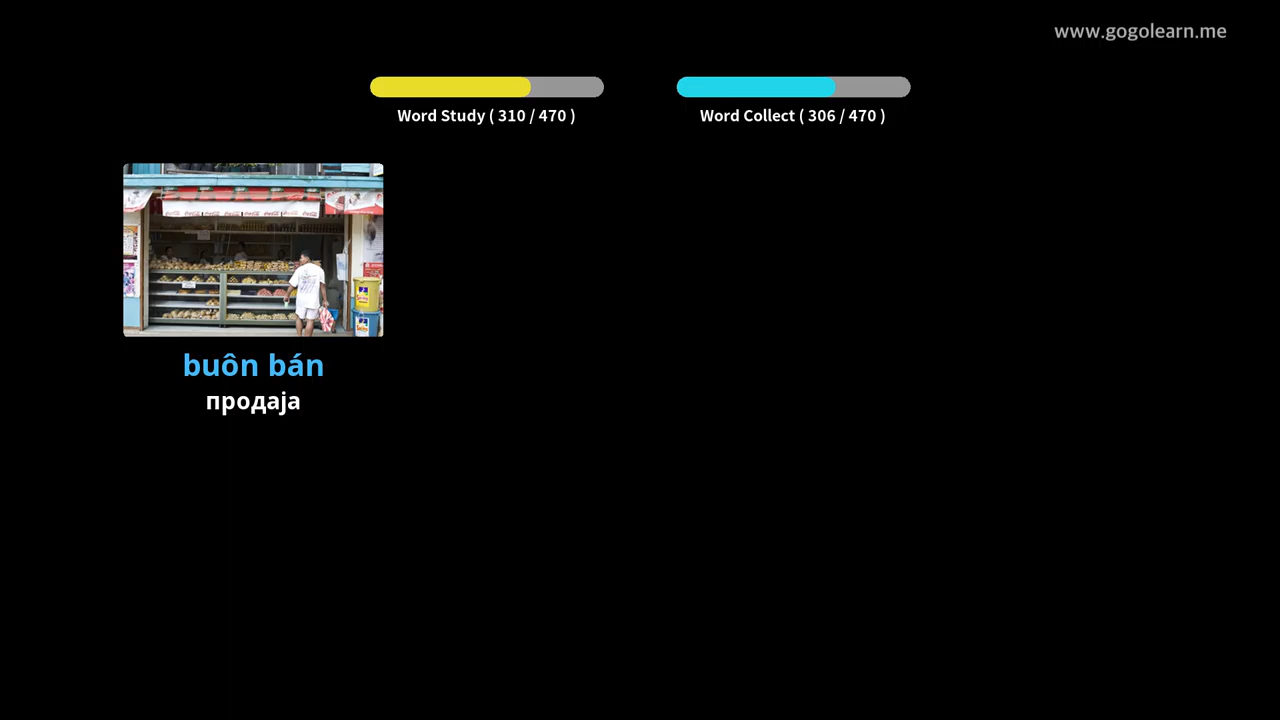 www.gogolearn.me
Word Study ( 310 / 470 )
Word Collect ( 306 / 470 )
buôn bán
продаја